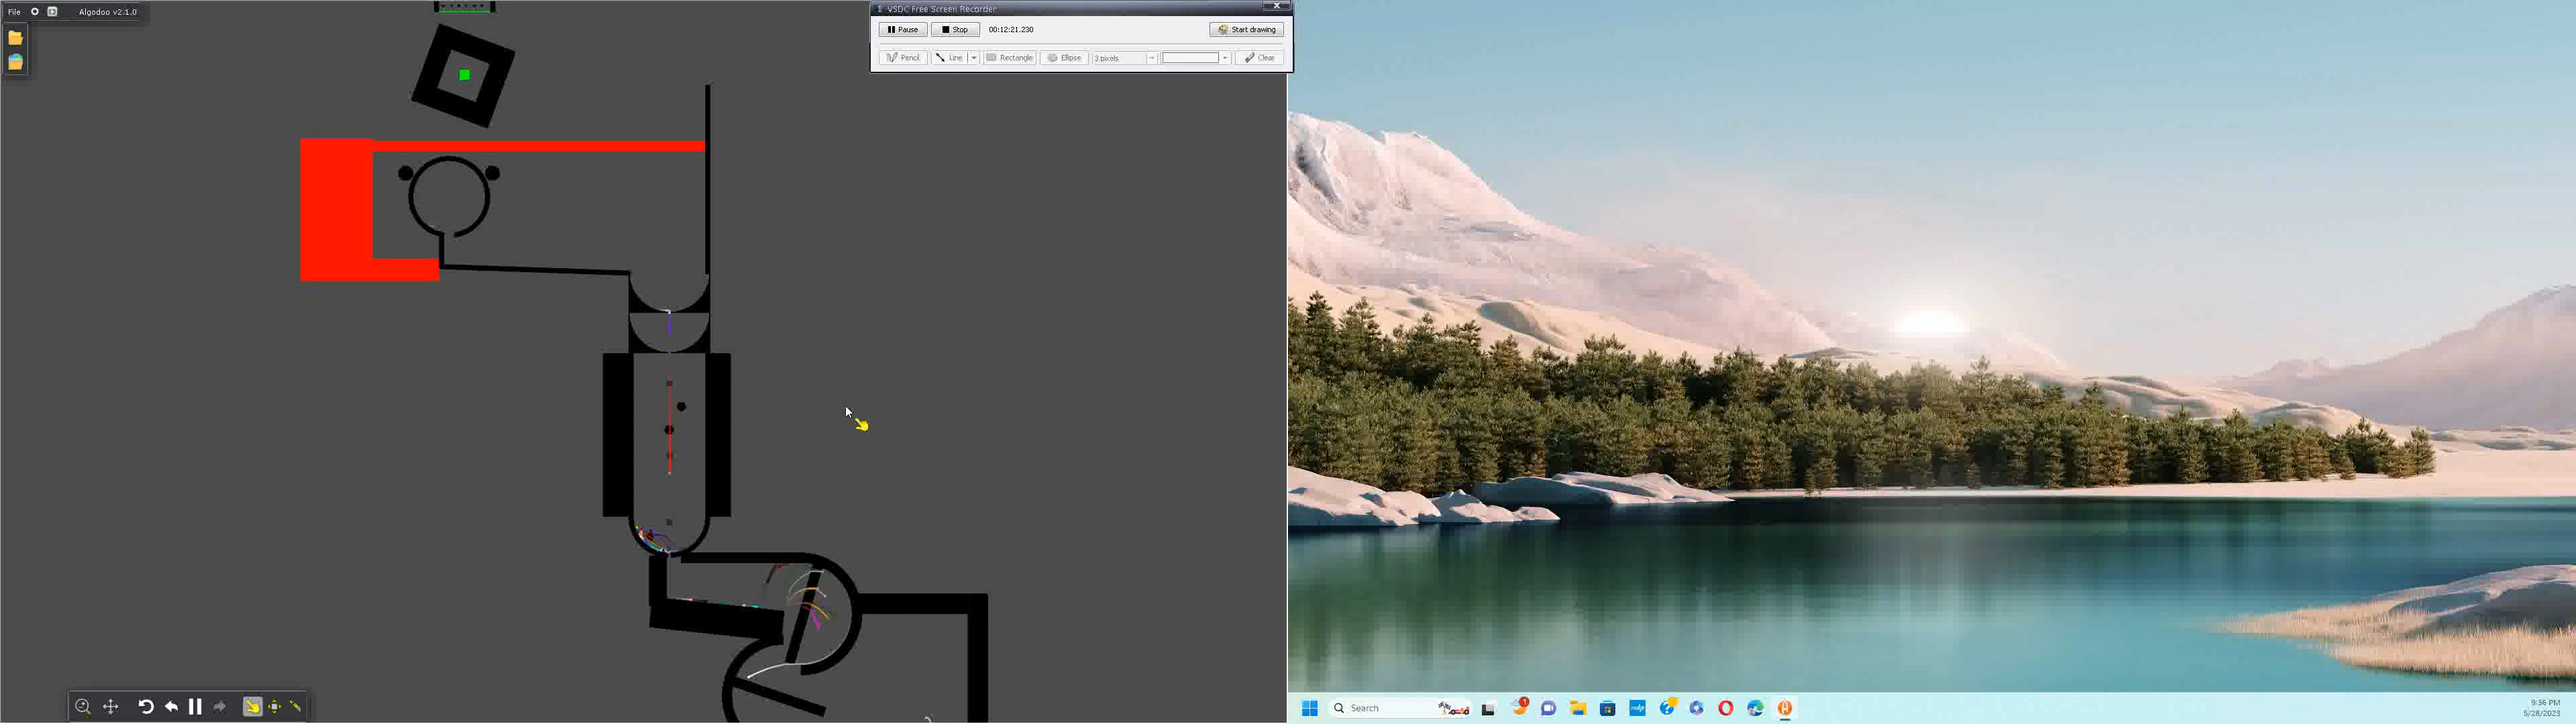 File Algodoo v2.1.0
VSDC Free Screen Recorder
Pause Stop 00:12:21.230 Start drawing
Pencil Line Rectangle Ellipse 3 pixels Clear
Search
9:36 PM
5/28/2023